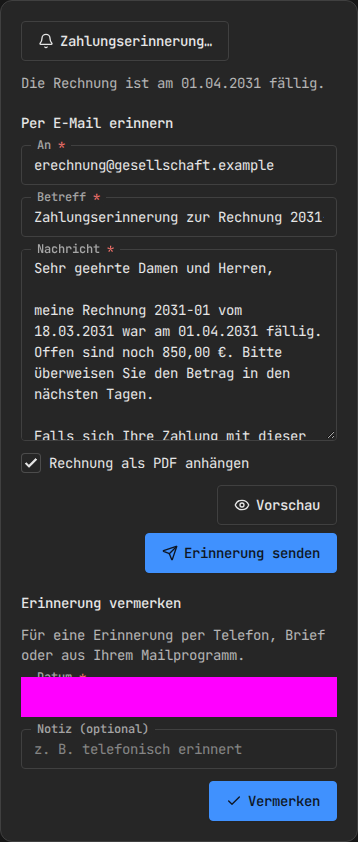 Zahlungserinnerung…
Die Rechnung ist am 01.04.2031 fällig.
Per E-Mail erinnern
An *
erechnung@gesellschaft.example
Betreff *
Zahlungserinnerung zur Rechnung 2031
Nachricht *
Sehr geehrte Damen und Herren,
meine Rechnung 2031-01 vom
18.03.2031 war am 01.04.2031 fällig.
Offen sind noch 850,00 €. Bitte
überweisen Sie den Betrag in den
nächsten Tagen.
Falls sich Ihre Zahlung mit dieser
Rechnung als PDF anhängen
Vorschau
Erinnerung senden
Erinnerung vermerken
Für eine Erinnerung per Telefon, Brief
oder aus Ihrem Mailprogramm.
Datum *
Notiz (optional)
z. B. telefonisch erinnert
Vermerken